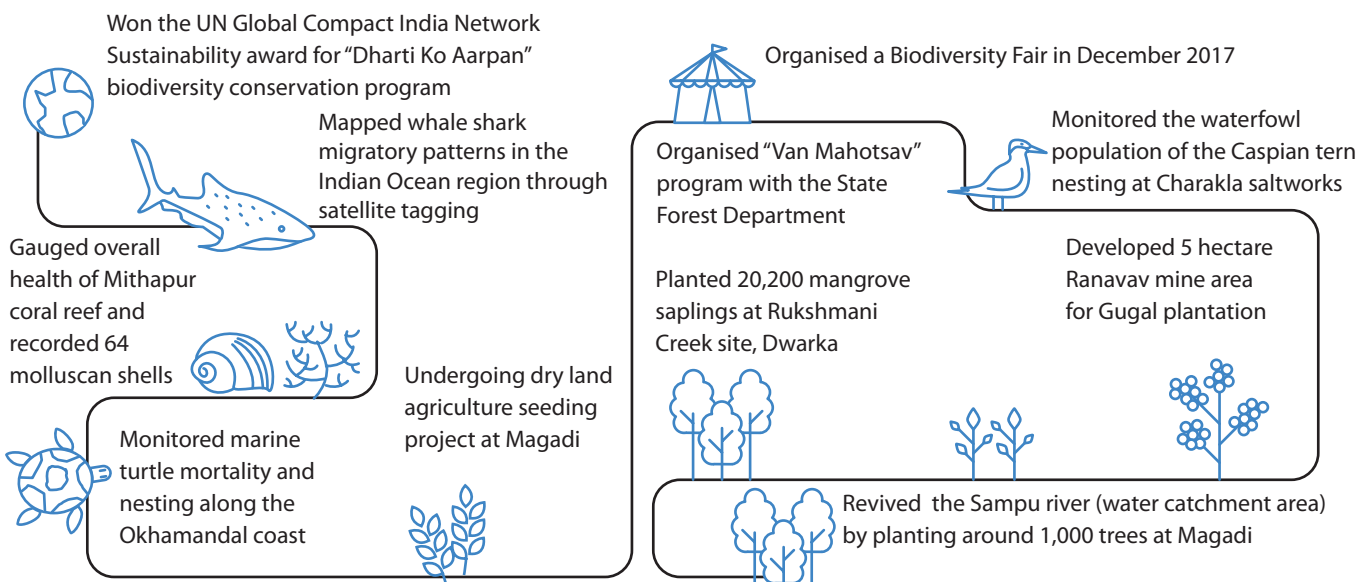 Won the UN Global Compact India Network
Sustainability award for “Dharti Ko Aarpan”
biodiversity conservation program
Mapped whale shark
migratory patterns in the
Indian Ocean region through
satellite tagging
Gauged overall
health of Mithapur
coral reef and
recorded 64
molluscan shells
Monitored marine
turtle mortality and
nesting along the
Okhamandal coast
Undergoing dry land
agriculture seeding
project at Magadi
Organised a Biodiversity Fair in December 2017
Organised “Van Mahotsav”
program with the State
Forest Department
Planted 20,200 mangrove
saplings at Rukshmani
Creek site, Dwarka
Monitored the waterfowl
population of the Caspian tern
nesting at Charakla saltworks
Developed 5 hectare
Ranavav mine area
for Gugal plantation
Revived the Sampu river (water catchment area)
by planting around 1,000 trees at Magadi